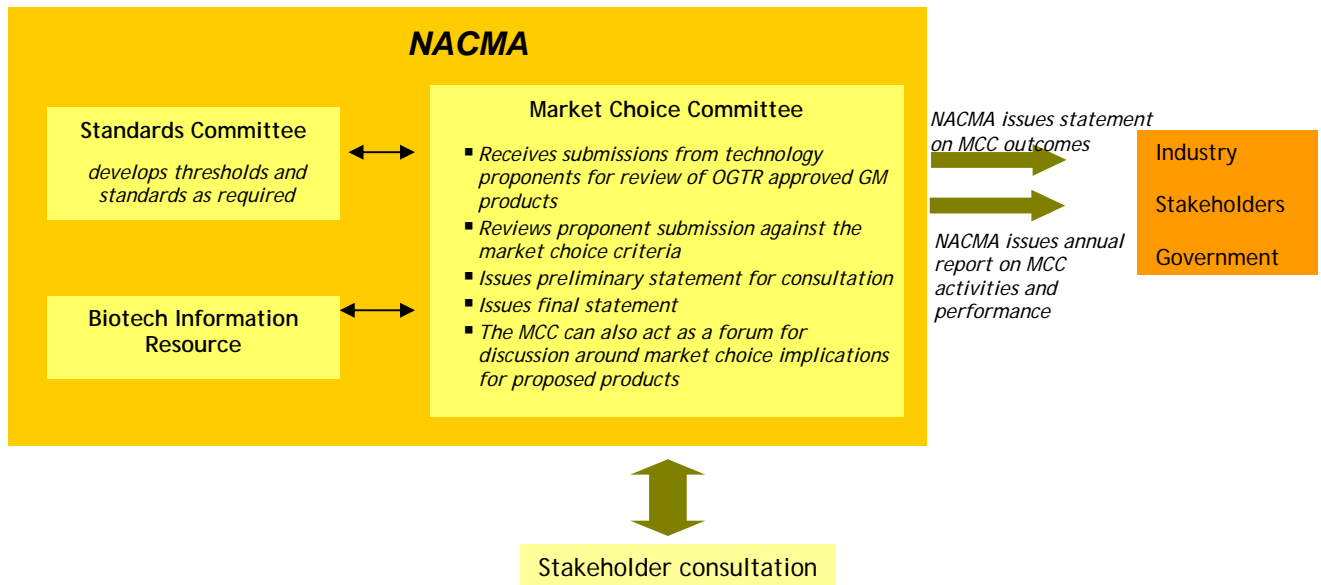 NACMA
Standards Committee
develops thresholds and
standards as required
Biotech Information
Resource
Market Choice Committee
▪ Receives submissions from technology
proponents for review of OGTR approved GM
products
▪ Reviews proponent submission against the
market choice criteria
▪ Issues preliminary statement for consultation
▪ Issues final statement
▪ The MCC can also act as a forum for
discussion around market choice implications
for proposed products
NACMA issues statement
on MCC outcomes
NACMA issues annual
report on MCC
activities and
performance
Industry
Stakeholders
Government
Stakeholder consultation